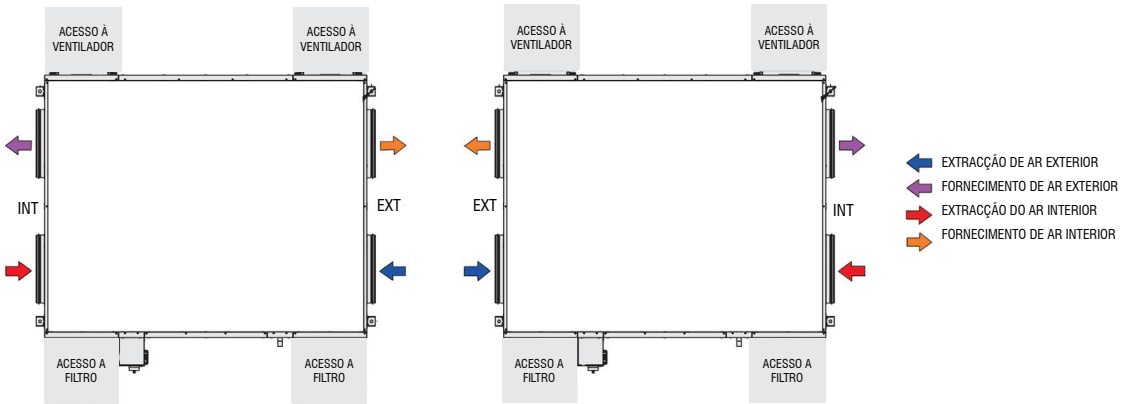 ACESSO À
VENTILADOR
ACESSO À
VENTILADOR
INT
EXT
ACESSO A
FILTRO
ACESSO A
FILTRO
ACESSO À
VENTILADOR
ACESSO À
VENTILADOR
EXT
INT
ACESSO A
FILTRO
ACESSO A
FILTRO
EXTRACÇÃO DE AR EXTERIOR
FORNECIMENTO DE AR EXTERIOR
EXTRACÇÃO DO AR INTERIOR
FORNECIMENTO DE AR INTERIOR